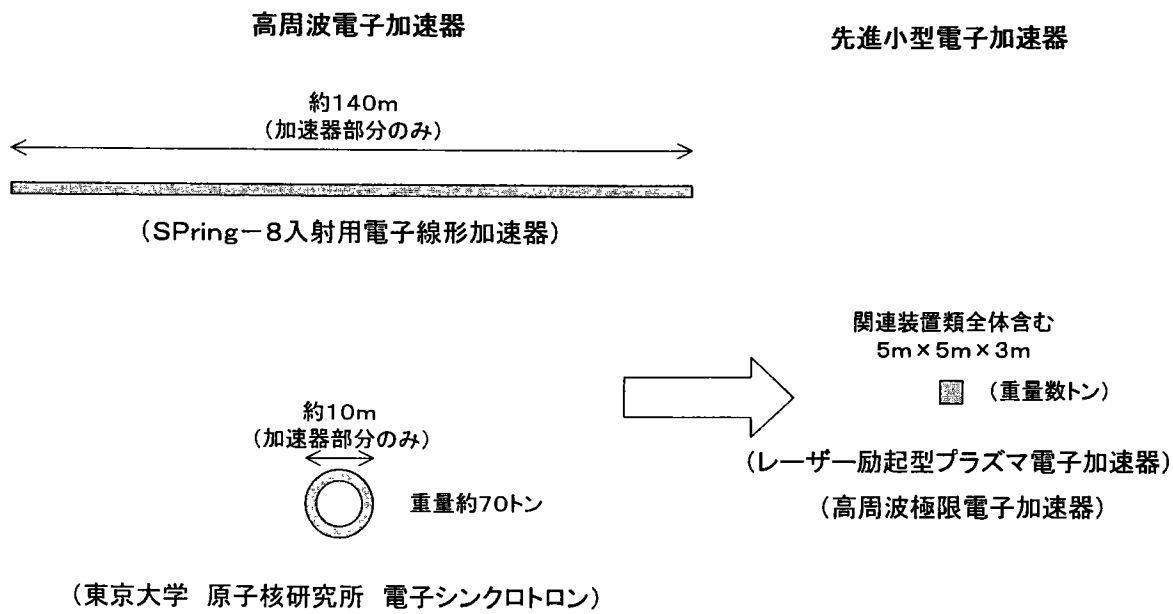 高周波電子加速器
先進小型電子加速器
約140m
(加速器部分のみ)
(SPring－8入射用電子線形加速器)
関連装置類全体含む
5m×5m×3m
(重量数トン)
約10m
(加速器部分のみ)
重量約70トン
(レーザー励起型プラズマ電子加速器)
(高周波極限電子加速器)
(東京大学 原子核研究所 電子シンクロトロン)